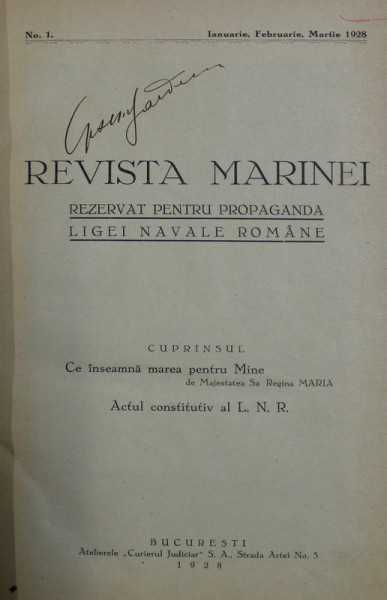 No. 1. Ianuarie, Februarie, Martie 1928
REVISTA MARINEI
REZERVAT PENTRU PROPAGANDA
LIGEI NAVALE ROMÂNE
CUPRINSUL
Ce înseamnă marea pentru Mine
de Majestatea Sa Regina MARIA
Actul constitutiv al L. N. R.
BUCUREȘTI
Atelierele „Curierul Judiciar" S. A., Strada Artei No. 5
1928